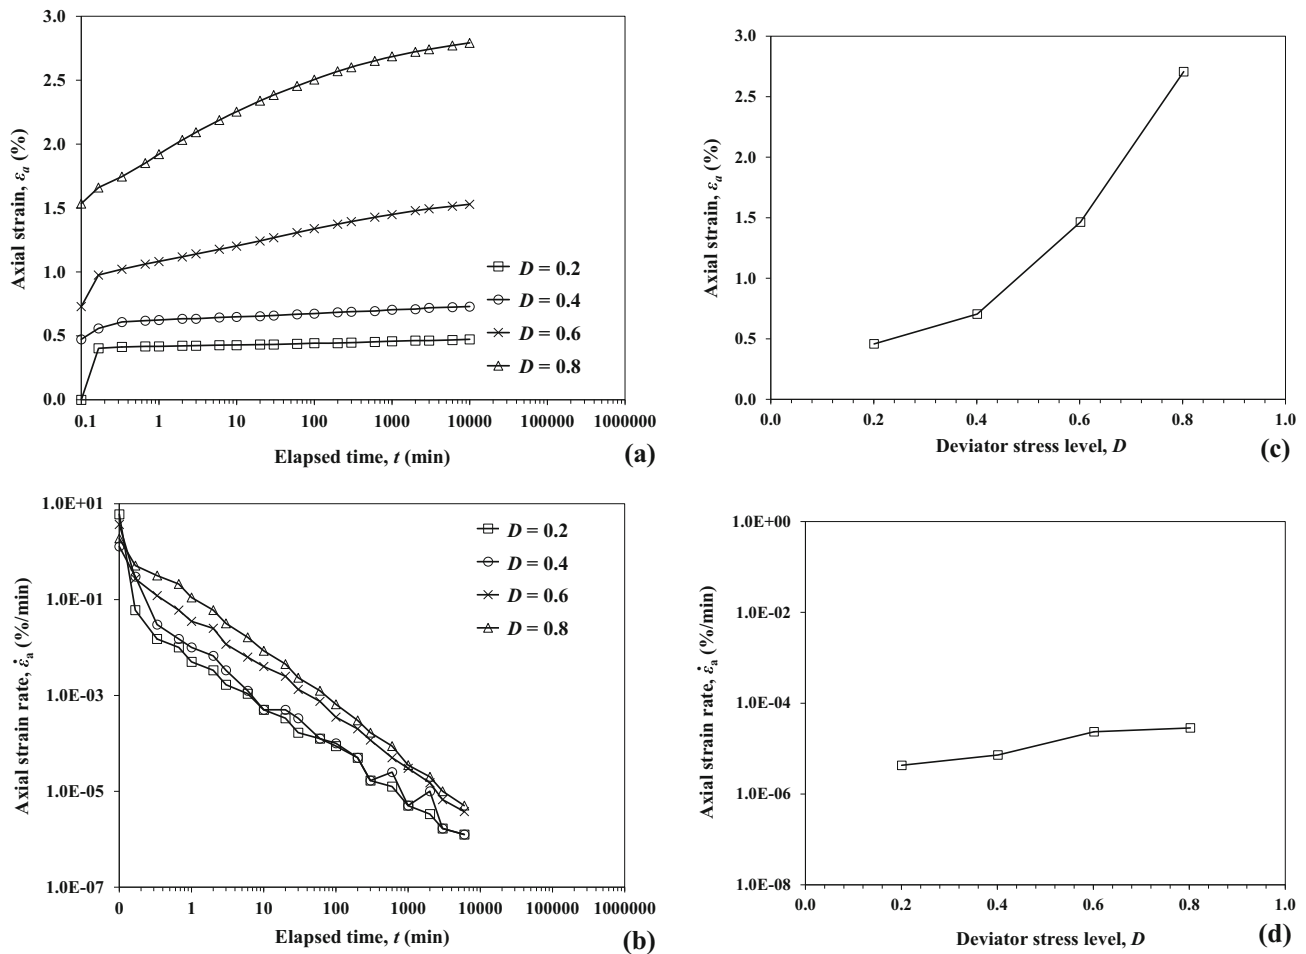 3.0
2.5
2.0
1.5
1.0
0.5
0.0
Axial strain, εa (%)
0.1 1 10 100 1000 10000 100000 1000000
Elapsed time, t (min)
D = 0.2
D = 0.4
D = 0.6
D = 0.8
(a)
3.0
2.5
2.0
1.5
1.0
0.5
0.0
Axial strain, εa (%)
0.0 0.2 0.4 0.6 0.8 1.0
Deviator stress level, D
(c)
1.0E+01
1.0E-01
1.0E-03
1.0E-05
1.0E-07
Axial strain rate, ε̇a (%/min)
0 1 10 100 1000 10000 100000 1000000
Elapsed time, t (min)
D = 0.2
D = 0.4
D = 0.6
D = 0.8
(b)
1.0E+00
1.0E-02
1.0E-04
1.0E-06
1.0E-08
Axial strain rate, ε̇a (%/min)
0.0 0.2 0.4 0.6 0.8 1.0
Deviator stress level, D
(d)